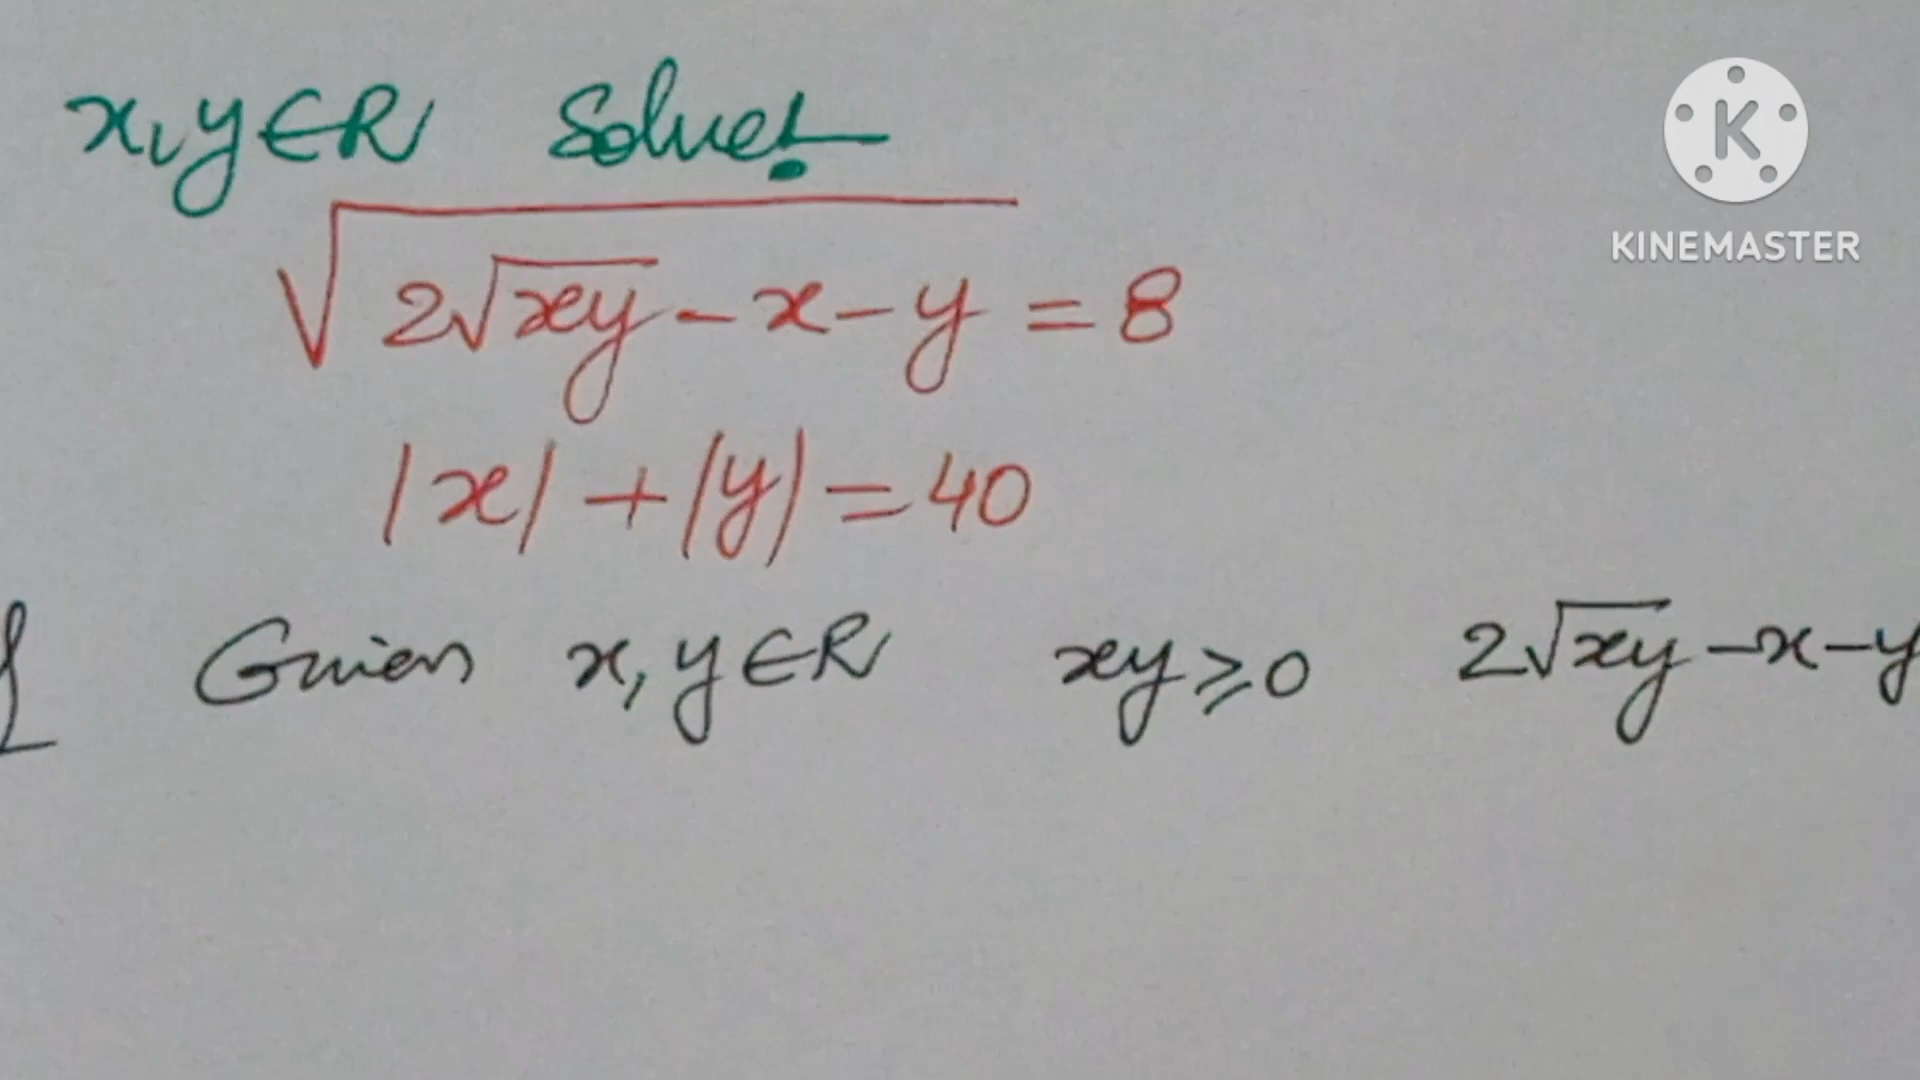 x, y ∈ R Solve!
√(2√xy - x - y) = 8
|x| + |y| = 40
Given x, y ∈ R xy ≥ 0 2√xy - x - y
K
KINEMASTER